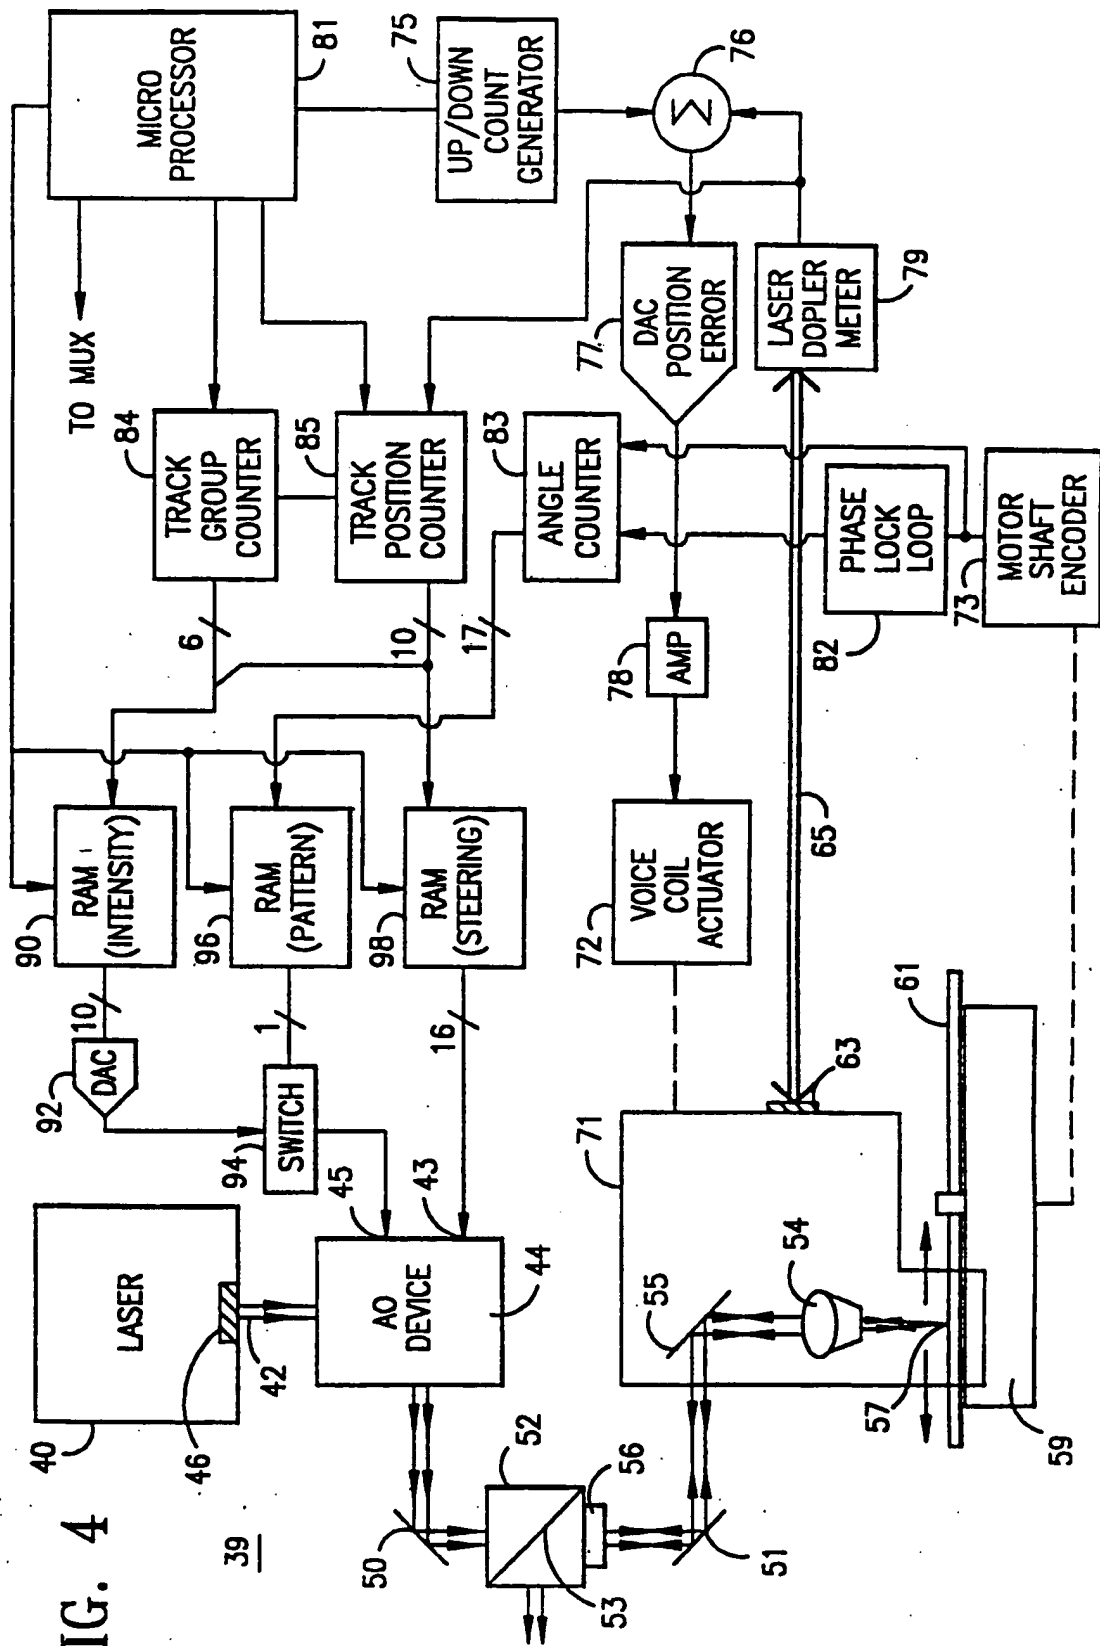 IG. 4
39
LASER
40
46
42
AO
DEVICE
44
45
43
50
52
53
56
51
DAC
92
10
SWITCH
94
1
16
RAM
(INTENSITY)
90
RAM
(PATTERN)
96
RAM
(STEERING)
98
6
10
17
TRACK
GROUP
COUNTER
84
TRACK
POSITION
COUNTER
85
ANGLE
COUNTER
83
TO MUX
MICRO
PROCESSOR
81
UP/DOWN
COUNT
GENERATOR
75
Σ
76
DAC
POSITION
ERROR
77
AMP
78
VOICE
COIL
ACTUATOR
72
LASER
DOPLER
METER
79
65
63
71
55
54
57
59
61
PHASE
LOCK
LOOP
82
MOTOR
SHAFT
ENCODER
73